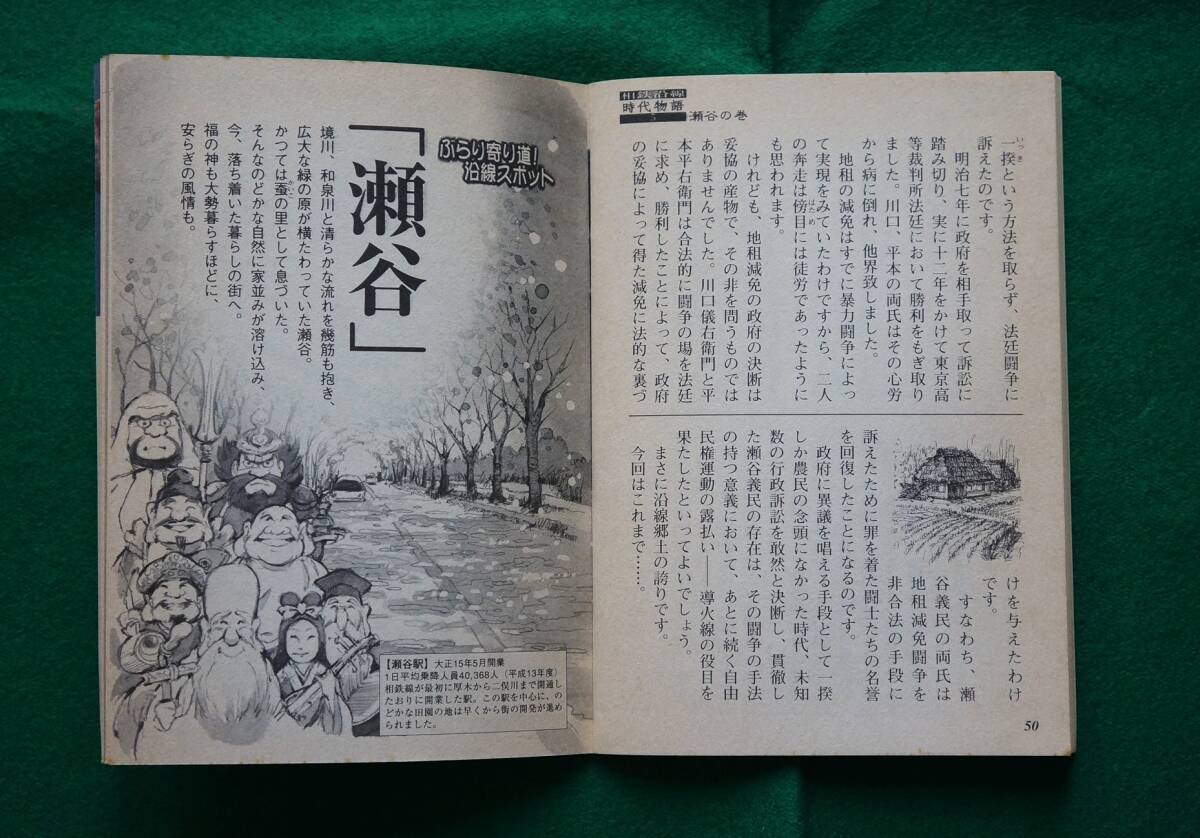 相鉄沿線
時代物語
瀬谷の巻
一揆という方法を取らず、法廷闘争に
いっき
訴えたのです。
明治七年に政府を相手取って訴訟に
踏み切り、実に十二年をかけて東京高
等裁判所法廷において勝利をもぎ取り
ました。川口、平本の両氏はその心労
から病に倒れ、他界致しました。
地租の減免はすでに暴力闘争によっ
て実現をみていたわけですから、二人
の奔走は傍目には徒労であったように
はため
も思われます。
けれども、地租減免の政府の決断は
妥協の産物で、その非を問うものでは
ありませんでした。川口儀右衛門と平
本平右衛門は合法的に闘争の場を法廷
に求め、勝利したことによって、政府
の妥協によって得た減免に法的な裏づ
けを与えたわけ
です。
すなわち、瀬
谷義民の両氏は
地租減免闘争を
非合法の手段に
訴えたために罪を着た闘士たちの名誉
を回復したことになるのです。
政府に異議を唱える手段として一揆
しか農民の念頭になかった時代、未知
数の行政訴訟を敢然と決断し、貫徹し
た瀬谷義民の存在は、その闘争の手法
の持つ意義において、あとに続く自由
民権運動の露払い——導火線の役目を
果たしたといってよいでしょう。
まさに沿線郷土の誇りです。
今回はこれまで……。
50
ぶらり寄り道!
沿線スポット
「瀬谷」
境川、和泉川と清らかな流れを幾筋も抱き、
広大な緑の原が横たわっていた瀬谷。
かつては蚕の里として息づいた。
かいこ
そんなのどかな自然に家並みが溶け込み、
今、落ち着いた暮らしの街へ。
福の神も大勢暮らすほどに、
安らぎの風情も。
【瀬谷駅】大正15年5月開業
1日平均乗降人員40,368人(平成13年度)
相鉄線が最初に厚木から二俣川まで開通し
たおりに開業した駅。この駅を中心に、の
どかな田園の地は早くから街の開発が進め
られました。